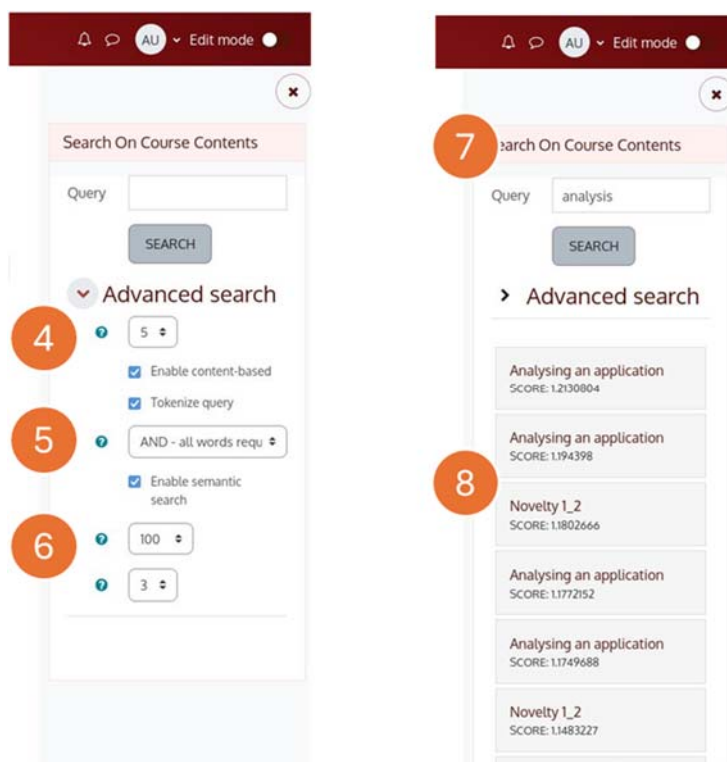 AU Edit mode
Search On Course Contents
Query
SEARCH
Advanced search
4
5
Enable content-based
Tokenize query
5
AND - all words requ
Enable semantic
search
6
100
3
AU Edit mode
7
earch On Course Contents
Query analysis
SEARCH
Advanced search
Analysing an application
SCORE: 1.2130804
Analysing an application
SCORE: 1.194398
8
Novelty 1_2
SCORE: 1.1802666
Analysing an application
SCORE: 1.1772152
Analysing an application
SCORE: 1.1749688
Novelty 1_2
SCORE: 1.1483227